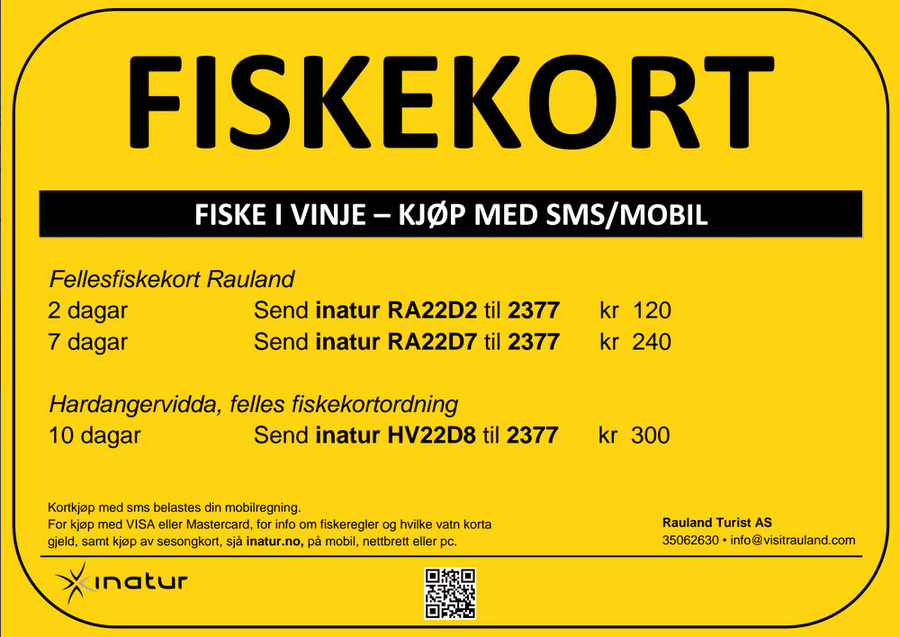 FISKEKORT
FISKE I VINJE – KJØP MED SMS/MOBIL
Fellesfiskekort Rauland
2 dagar Send inatur RA22D2 til 2377 kr 120
7 dagar Send inatur RA22D7 til 2377 kr 240
Hardangervidda, felles fiskekortordning
10 dagar Send inatur HV22D8 til 2377 kr 300
Kortkjøp med sms belastes din mobilregning.
For kjøp med VISA eller Mastercard, for info om fiskeregler og hvilke vatn korta
gjeld, samt kjøp av sesongkort, sjå inatur.no, på mobil, nettbrett eller pc.
Rauland Turist AS
35062630 • info@visitrauland.com
inatur